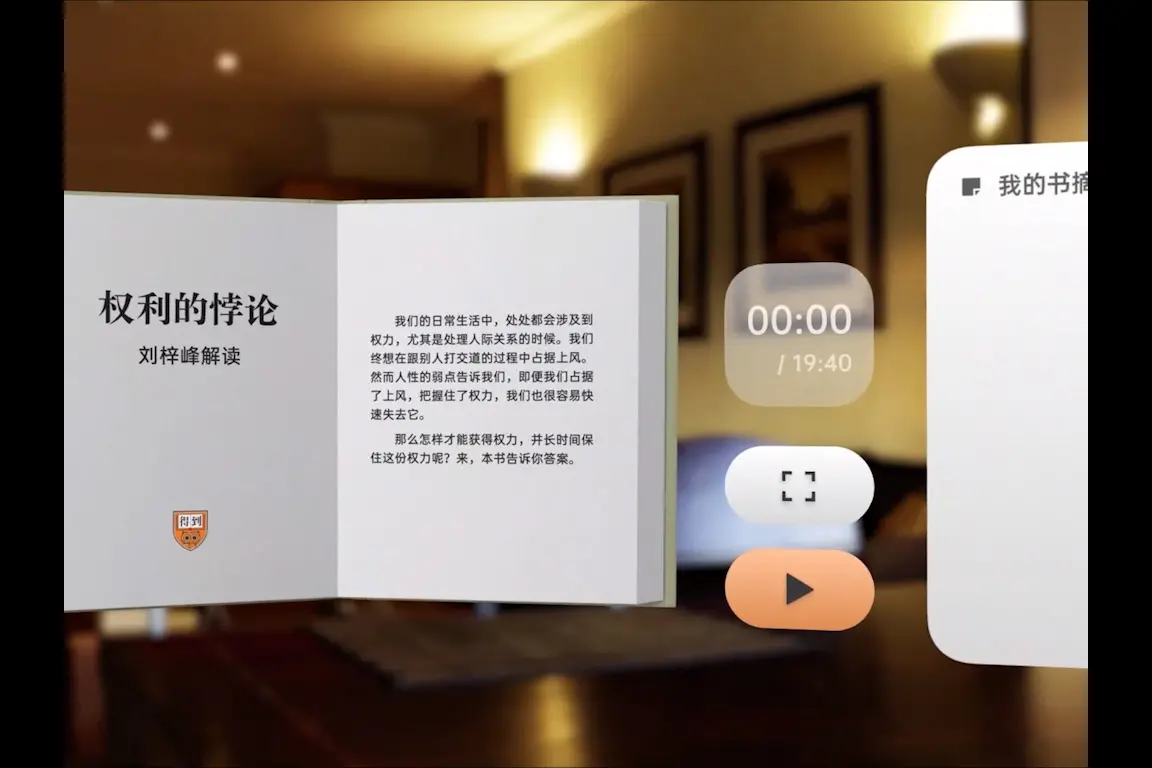 权利的悖论
刘梓峰解读
得到
我们的日常生活中，处处都会涉及到
权力，尤其是处理人际关系的时候。我们
终想在跟别人打交道的过程中占据上风。
然而人性的弱点告诉我们，即便我们占据
了上风，把握住了权力，我们也很容易快
速失去它。
那么怎样才能获得权力，并长时间保
住这份权力呢？来，本书告诉你答案。
00:00
/ 19:40
我的书摘